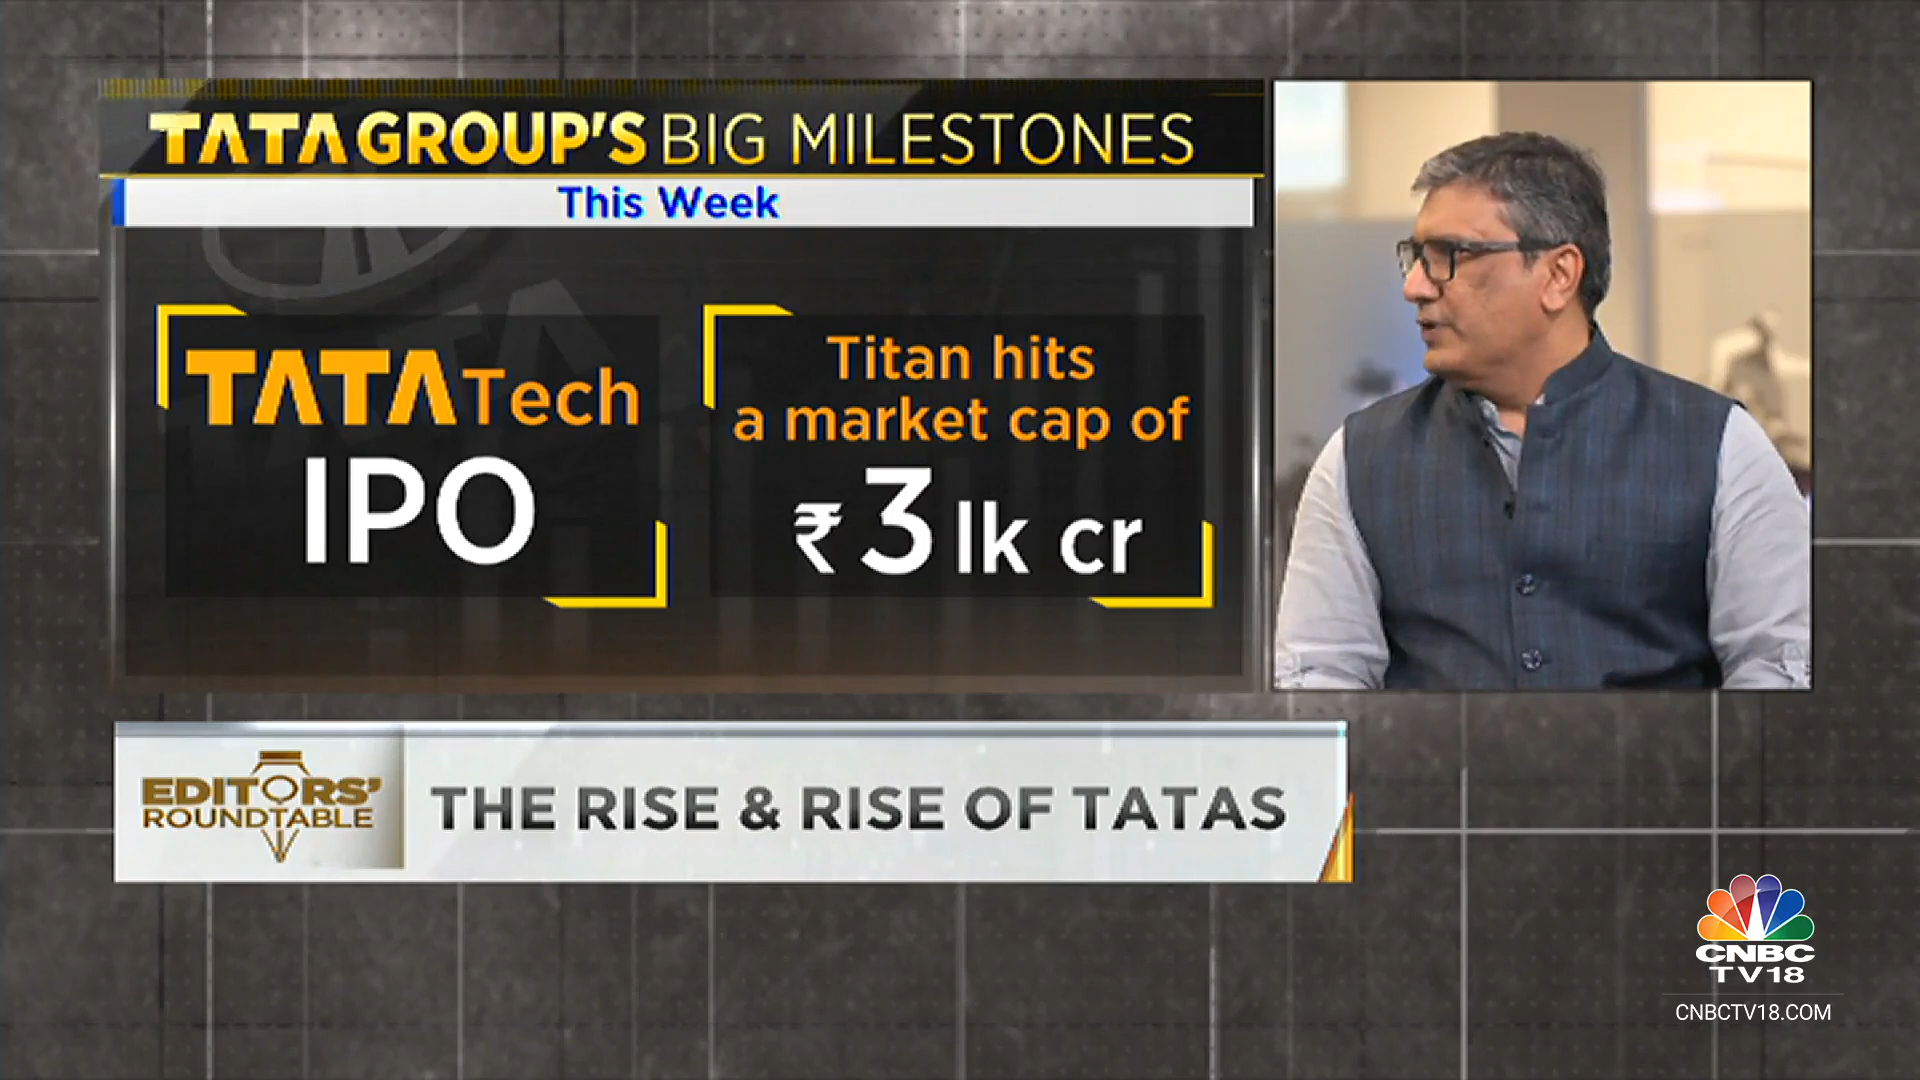 TATA GROUP'S BIG MILESTONES
This Week
TATA Tech
IPO
Titan hits
a market cap of
₹3 lk cr
EDITORS'
ROUNDTABLE
THE RISE & RISE OF TATAS
CNBC
TV18
CNBCTV18.COM